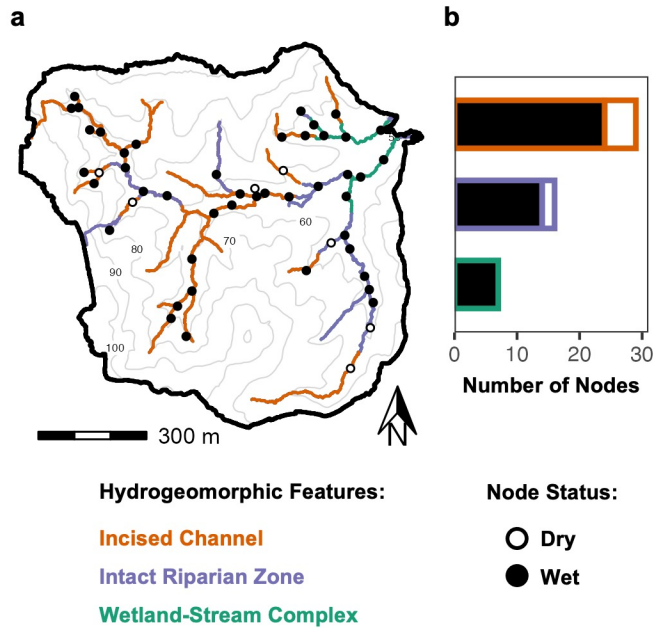 a
b
5
60
80
70
90
100
0
10
20
30
Number of Nodes
300 m
N
Hydrogeomorphic Features:
Node Status:
Incised Channel
Dry
Intact Riparian Zone
Wet
Wetland-Stream Complex